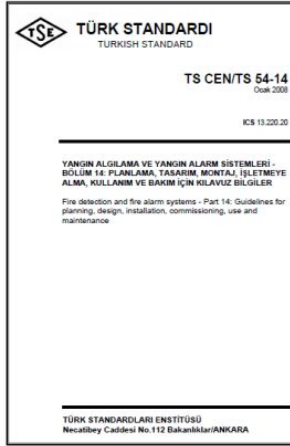 TSE
TÜRK STANDARDI
TURKISH STANDARD
TS CEN/TS 54-14
Ocak 2008
ICS 13.220.20
YANGIN ALGILAMA VE YANGIN ALARM SİSTEMLERİ -
BÖLÜM 14: PLANLAMA, TASARIM, MONTAJ, İŞLETMEYE
ALMA, KULLANIM VE BAKIM İÇİN KILAVUZ BİLGİLER
Fire detection and fire alarm systems - Part 14: Guidelines for
planning, design, installation, commissioning, use and
maintenance
TÜRK STANDARDLARI ENSTİTÜSÜ
Necatibey Caddesi No.112 Bakanlıklar/ANKARA